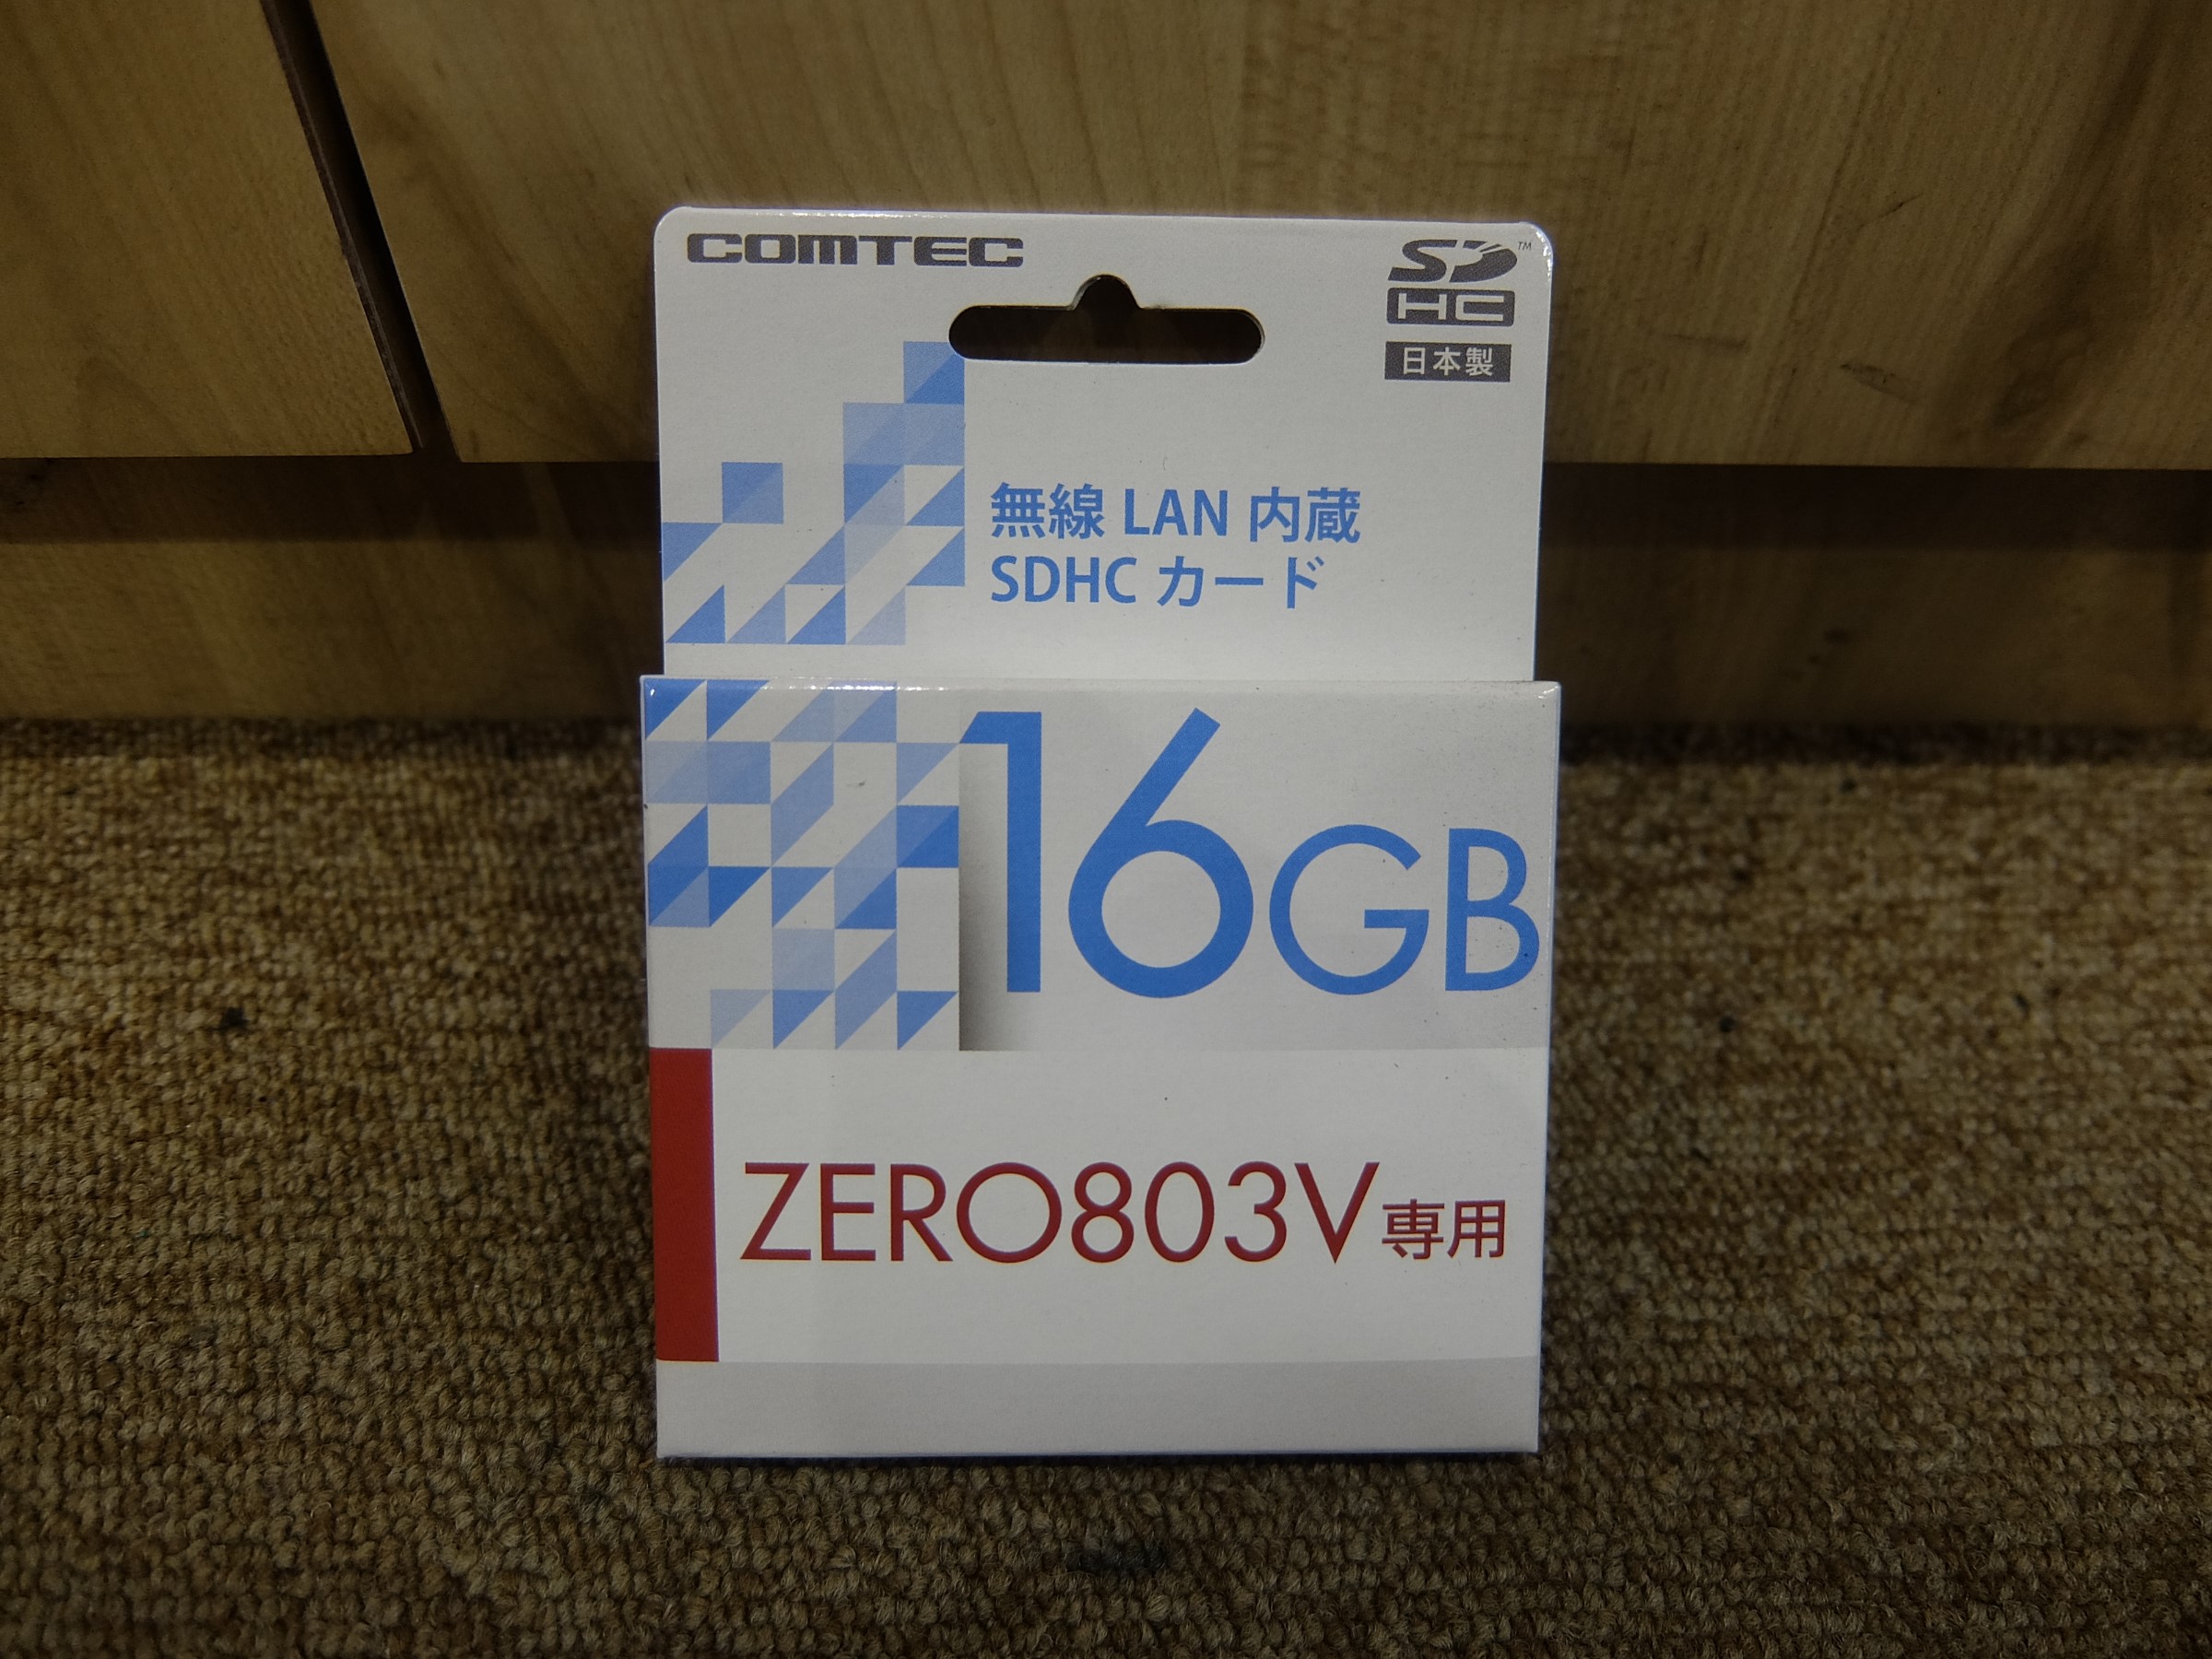 COMTEC
SD™
HC
日本製
無線 LAN 内蔵
SDHC カード
16GB
ZERO803V専用